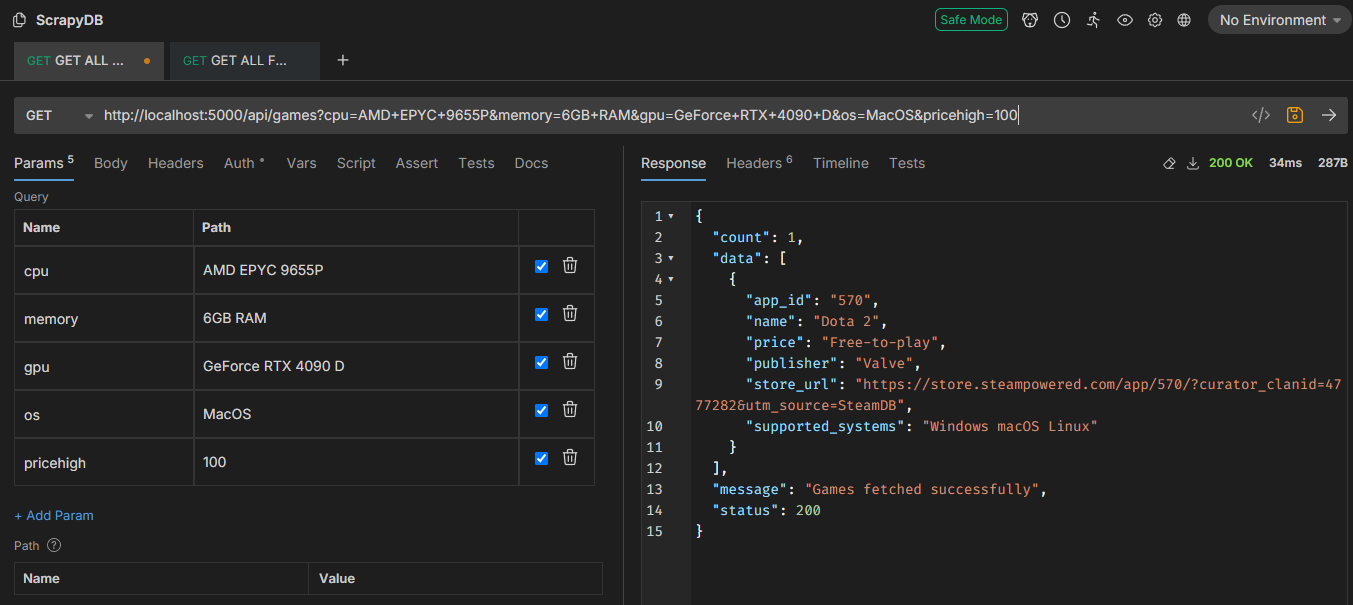 ScrapyDB
Safe Mode
No Environment
GET GET ALL ...
GET GET ALL F...
+
GET
http://localhost:5000/api/games?cpu=AMD+EPYC+9655P&memory=6GB+RAM&gpu=GeForce+RTX+4090+D&os=MacOS&pricehigh=100
</>
Params 5 Body Headers Auth * Vars Script Assert Tests Docs
Query
Name Path
cpu AMD EPYC 9655P
memory 6GB RAM
gpu GeForce RTX 4090 D
os MacOS
pricehigh 100
+ Add Param
Path ?
Name Value
Response Headers 6 Timeline Tests
200 OK 34ms 287B
1 {
2 "count": 1,
3 "data": [
4 {
5 "app_id": "570",
6 "name": "Dota 2",
7 "price": "Free-to-play",
8 "publisher": "Valve",
9 "store_url": "https://store.steampowered.com/app/570/?curator_clanid=47
77282&utm_source=SteamDB",
10 "supported_systems": "Windows macOS Linux"
11 }
12 ],
13 "message": "Games fetched successfully",
14 "status": 200
15 }